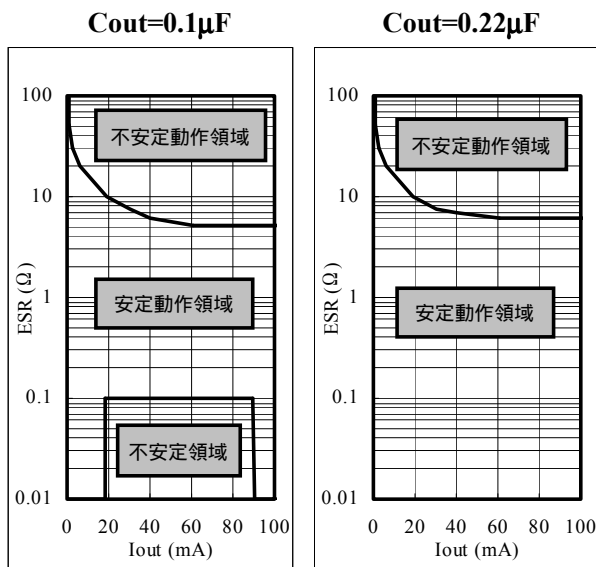 Cout=0.1μF
100
10
1
0.1
0.01
ESR (Ω)
不安定動作領域
安定動作領域
不安定領域
0 20 40 60 80 100
Iout (mA)
Cout=0.22μF
100
10
1
0.1
0.01
ESR (Ω)
不安定動作領域
安定動作領域
0 20 40 60 80 100
Iout (mA)